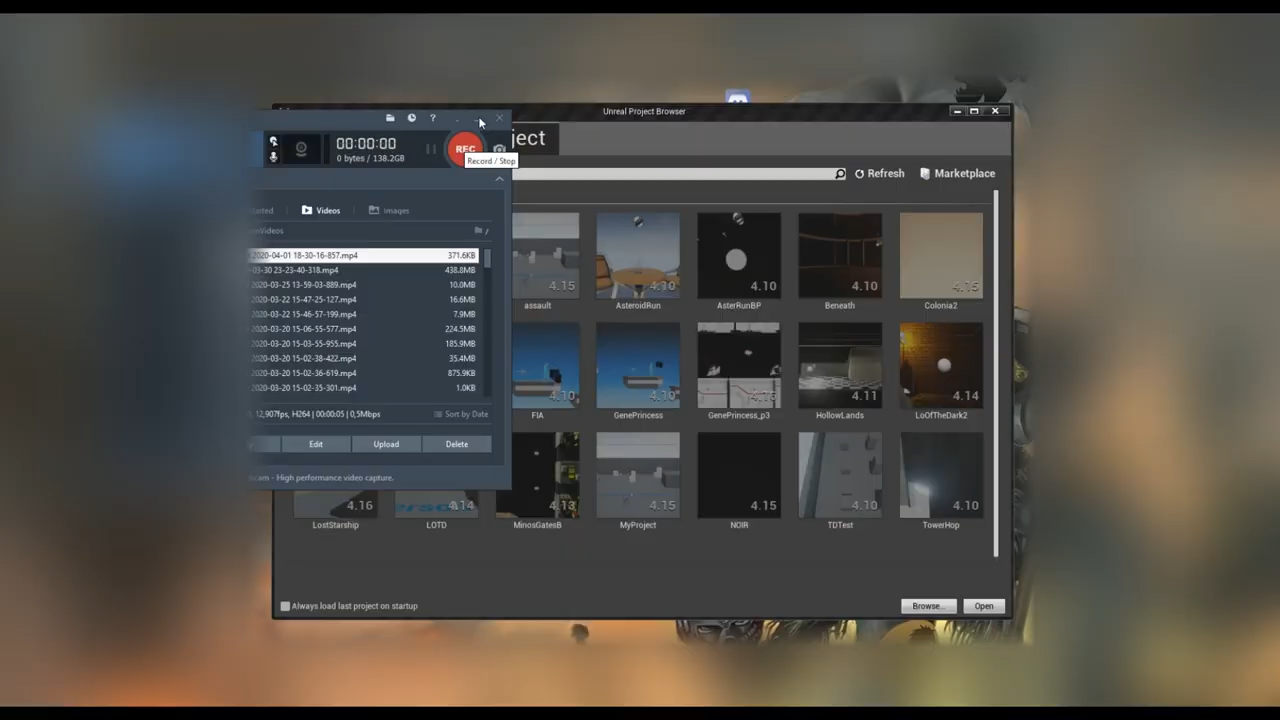 Unreal Project Browser
ject
00:00:00
0 bytes / 138.2GB
REC
Record / Stop
Refresh
Marketplace
Videos
Images
2020-04-01 18-30-16-857.mp4 371.6KB
-03-30 23-23-40-318.mp4 438.8MB
2020-03-25 13-59-03-889.mp4 10.0MB
2020-03-22 15-47-25-127.mp4 16.6MB
2020-03-22 15-46-57-199.mp4 7.9MB
2020-03-20 15-06-55-577.mp4 224.5MB
2020-03-20 15-03-55-955.mp4 185.9MB
2020-03-20 15-02-38-422.mp4 35.4MB
2020-03-20 15-02-36-619.mp4 875.9KB
2020-03-20 15-02-35-301.mp4 1.0KB
12,907fps, H264 | 00:00:05 | 0,5Mbps
Sort by Date
Edit Upload Delete
cam - High performance video capture.
4.15 4.10 4.10 4.10 4.15
assault AsteroidRun AsterRunBP Beneath Colonia2
4.10 4.10 4.11 4.14
FIA GenePrincess GenePrincess_p3 HollowLands LoOfTheDark2
4.16 4.14 4.13 4.15 4.15 4.10 4.10
LostStarship LOTD MinosGatesB MyProject NOIR TDTest TowerHop
Always load last project on startup
Browse... Open